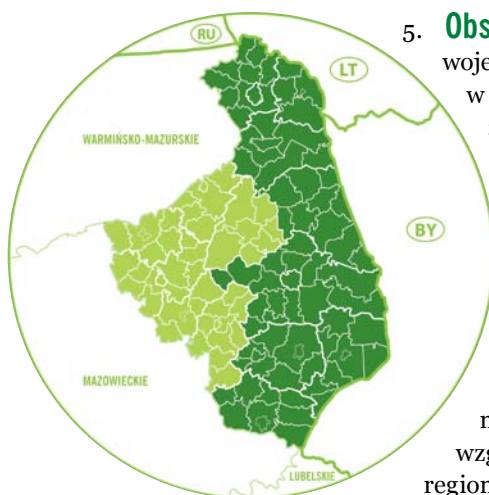 RU
LT
WARMIŃSKO-MAZURSKIE
BY
MAZOWIECKIE
LUBELSKIE
5. Obs
woje
w
wzg
region